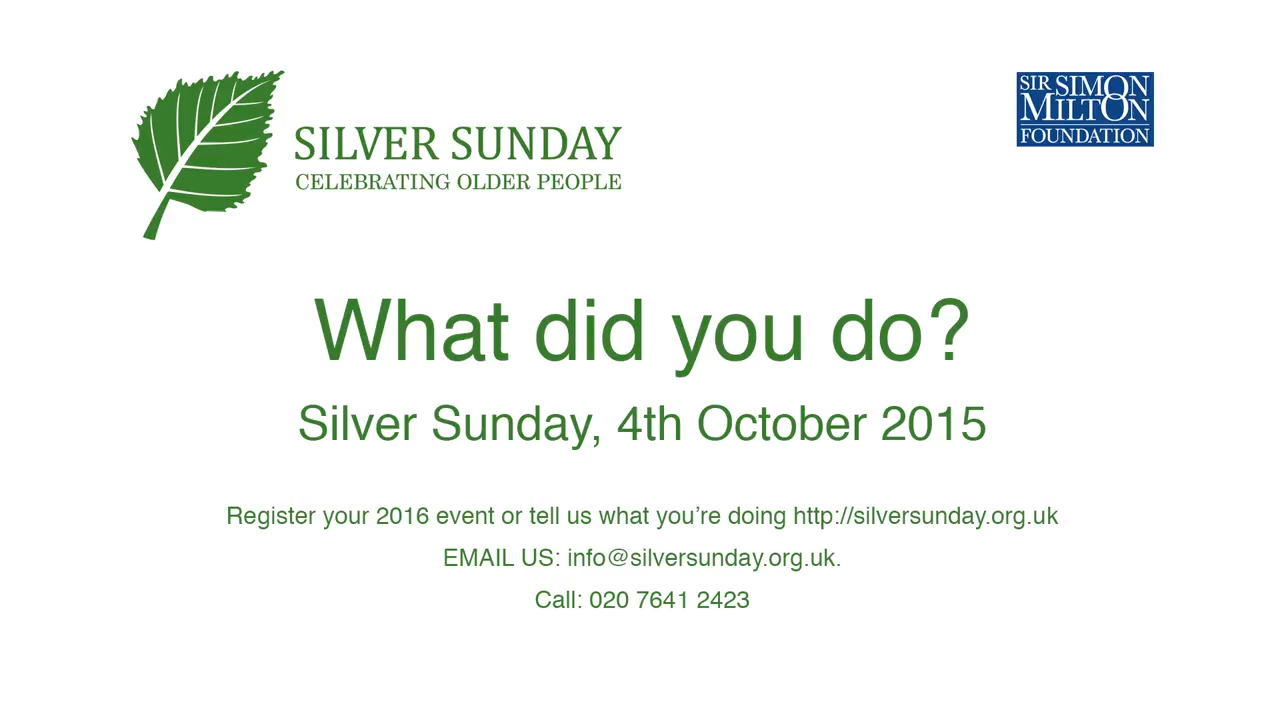 SILVER SUNDAY
CELEBRATING OLDER PEOPLE
SIR SIMON
MILTON
FOUNDATION
What did you do?
Silver Sunday, 4th October 2015
Register your 2016 event or tell us what you’re doing http://silversunday.org.uk
EMAIL US: info@silversunday.org.uk.
Call: 020 7641 2423